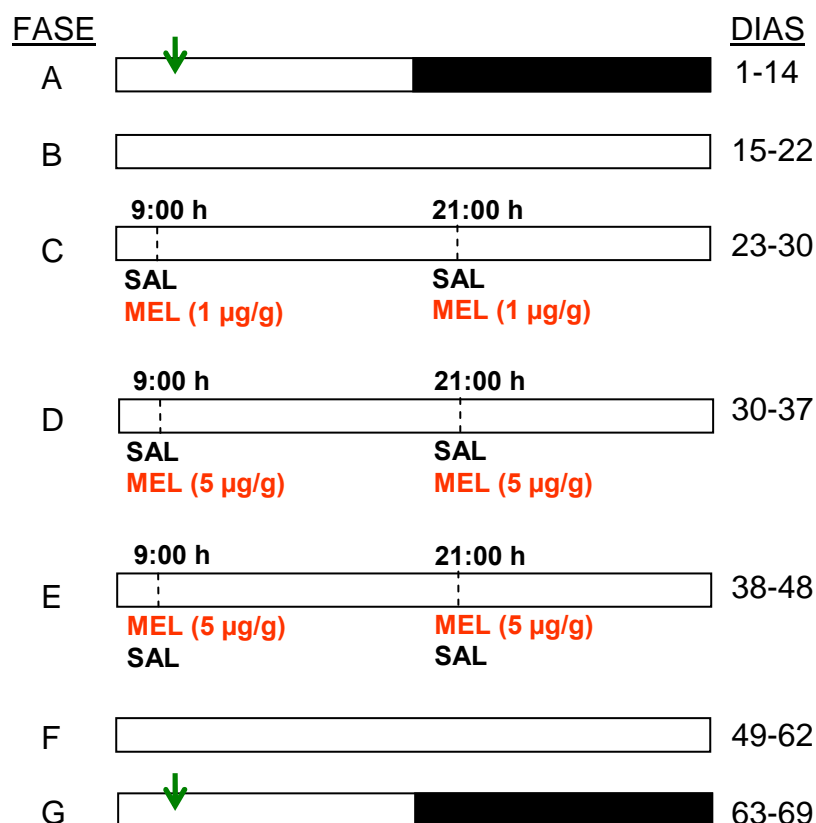 FASE DIAS
A 1-14
B 15-22
9:00 h 21:00 h
C 23-30
SAL SAL
MEL (1 µg/g) MEL (1 µg/g)
9:00 h 21:00 h
D 30-37
SAL SAL
MEL (5 µg/g) MEL (5 µg/g)
9:00 h 21:00 h
E 38-48
MEL (5 µg/g) MEL (5 µg/g)
SAL SAL
F 49-62
G 63-69